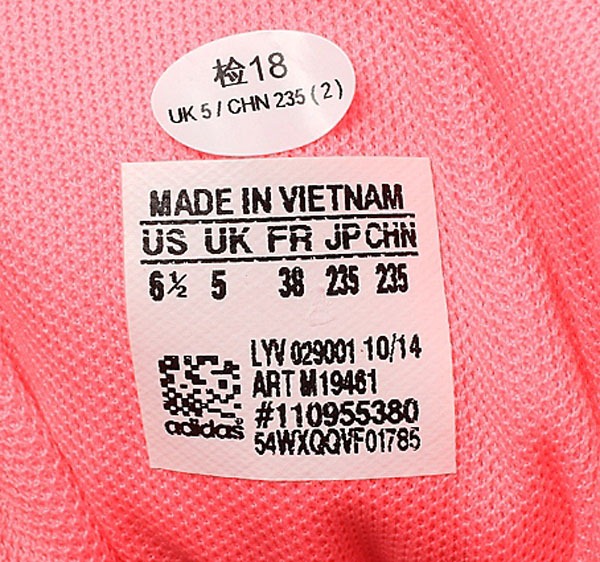 检18
UK 5 / CHN 235 ( 2 )
MADE IN VIETNAM
US UK FR JP CHN
6½ 5 38 235 235
LYV 029001 10/14
ART M19461
#110955380
adidas
54WXQQVF01785